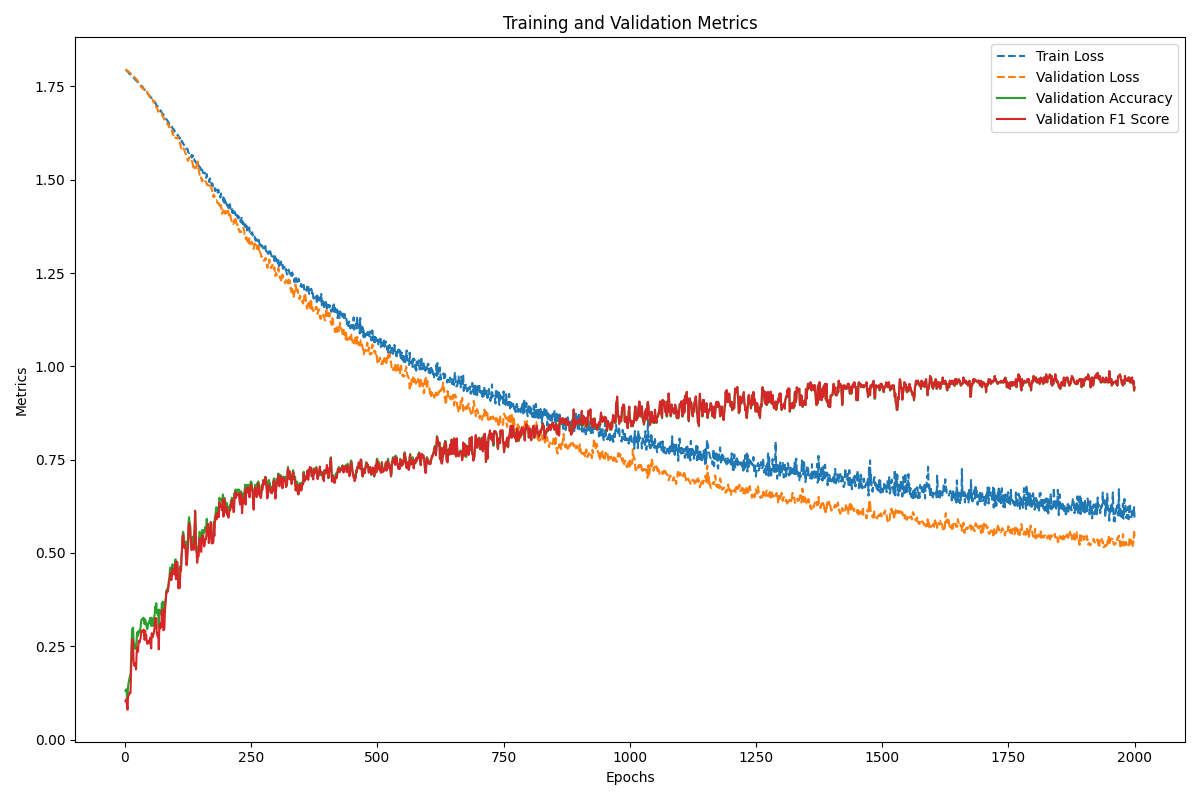 Training and Validation Metrics
Train Loss
Validation Loss
Validation Accuracy
Validation F1 Score
Metrics
1.75
1.50
1.25
1.00
0.75
0.50
0.25
0.00
0 250 500 750 1000 1250 1500 1750 2000
Epochs